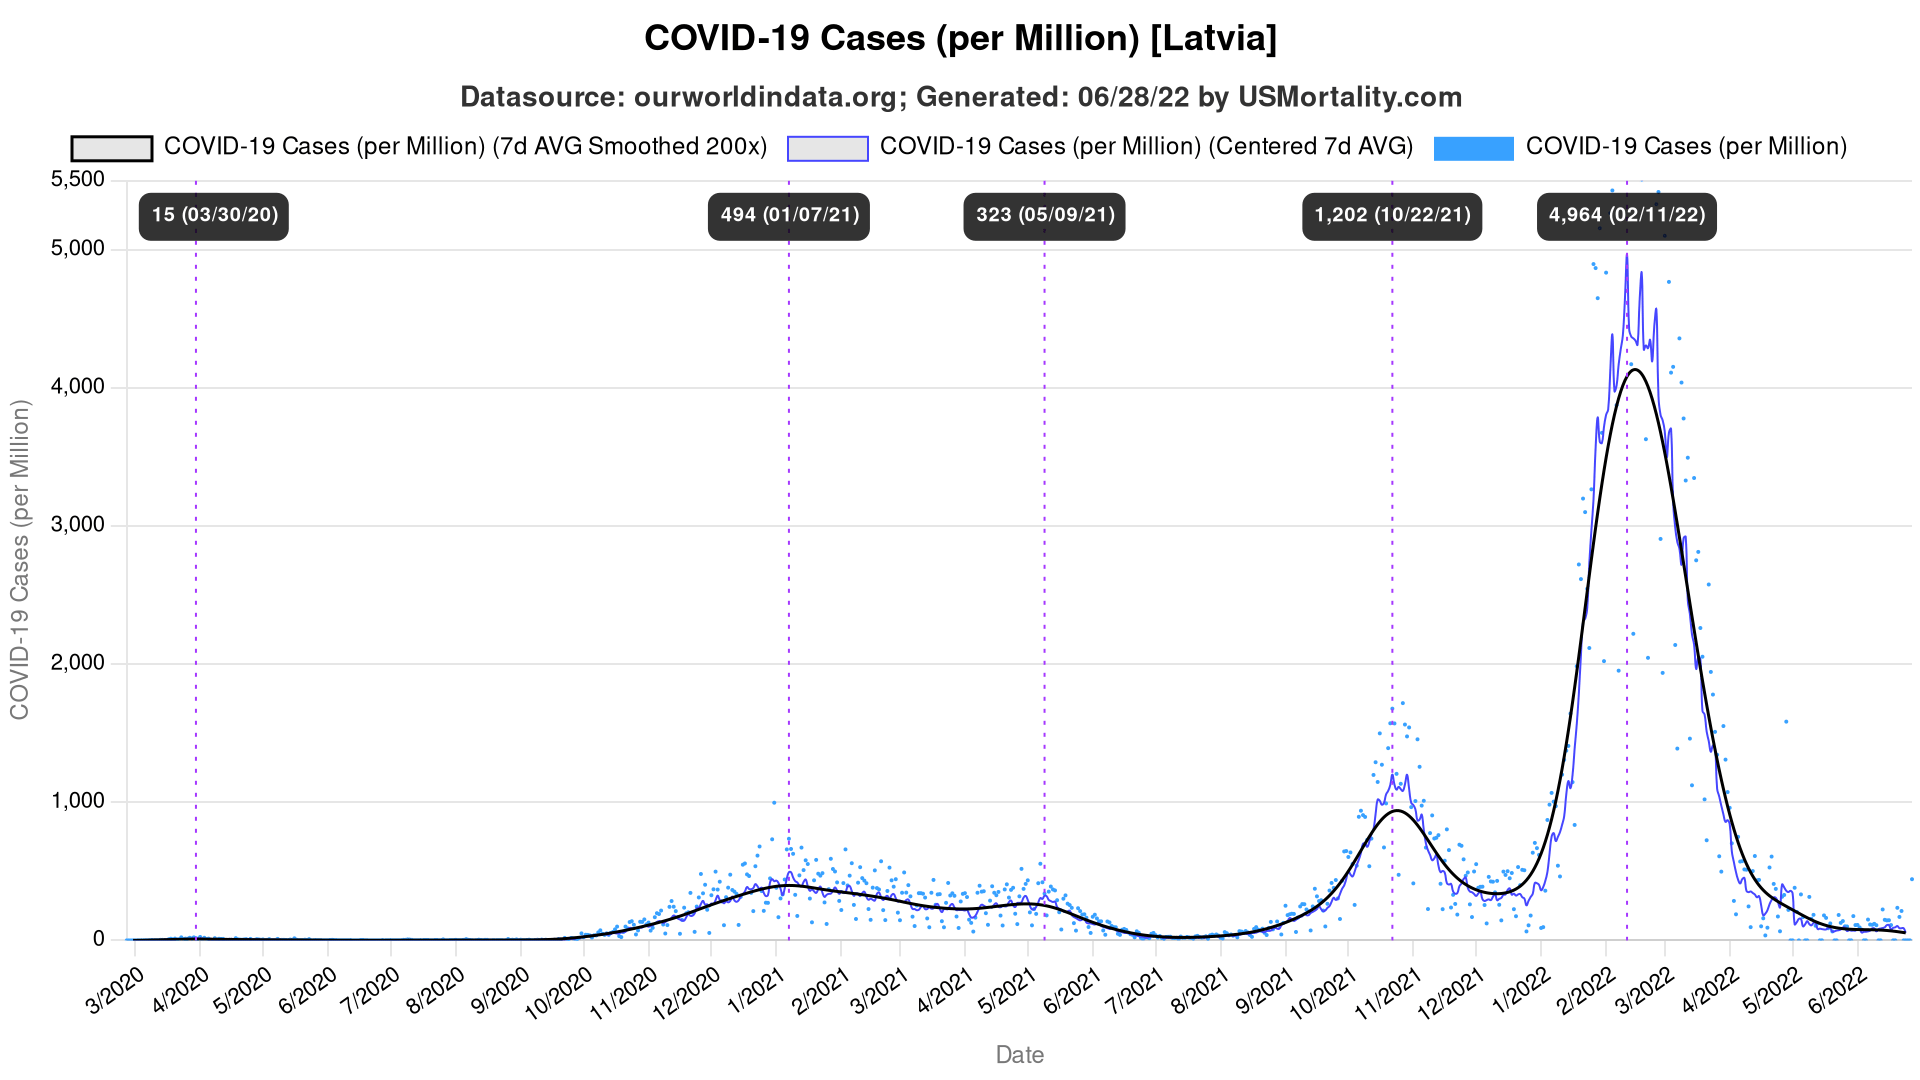 COVID-19 Cases (per Million) [Latvia]
Datasource: ourworldindata.org; Generated: 06/28/22 by USMortality.com
COVID-19 Cases (per Million) (7d AVG Smoothed 200x) COVID-19 Cases (per Million) (Centered 7d AVG) COVID-19 Cases (per Million)
5,500
15 (03/30/20) 494 (01/07/21) 323 (05/09/21) 1,202 (10/22/21) 4,964 (02/11/22)
5,000
4,000
3,000
2,000
1,000
0
COVID-19 Cases (per Million)
3/2020 4/2020 5/2020 6/2020 7/2020 8/2020 9/2020 10/2020 11/2020 12/2020 1/2021 2/2021 3/2021 4/2021 5/2021 6/2021 7/2021 8/2021 9/2021 10/2021 11/2021 12/2021 1/2022 2/2022 3/2022 4/2022 5/2022 6/2022
Date